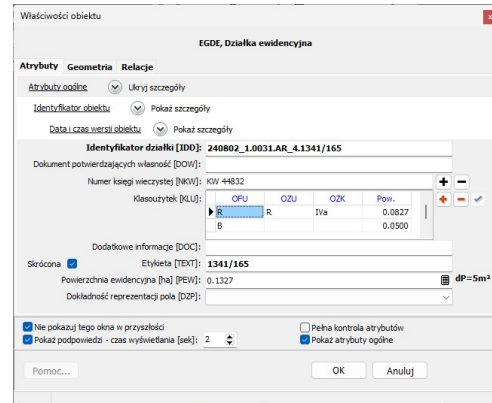 Właściwości obiektu
x
EGDE, Działka ewidencyjna
Atrybuty Geometria Relacje
Atrybuty ogólne Ukryj szczegóły
Identyfikator obiektu Pokaż szczegóły
Data i czas wersji obiektu Pokaż szczegóły
Identyfikator działki [IDD]: 240802_1.0031.AR_4.1341/165
Dokument potwierdzających własność [DOW]:
Numer księgi wieczystej [NKW]: KW 44832
Klasoużytek [KLU]: OFU OZU OZK Pow.
R R IVa 0.0827
B 0.0500
Dodatkowe informacje [DOC]:
Skrócona Etykieta [TEXT]: 1341/165
Powierzchnia ewidencyjna [ha] [PEW]: 0.1327 dP=5m²
Dokładność reprezentacji pola [DZP]:
Nie pokazuj tego okna w przyszłości Pełna kontrola atrybutów
Pokaż podpowiedzi - czas wyświetlania [sek]: 2 Pokaż atrybuty ogólne
Pomoc... OK Anuluj